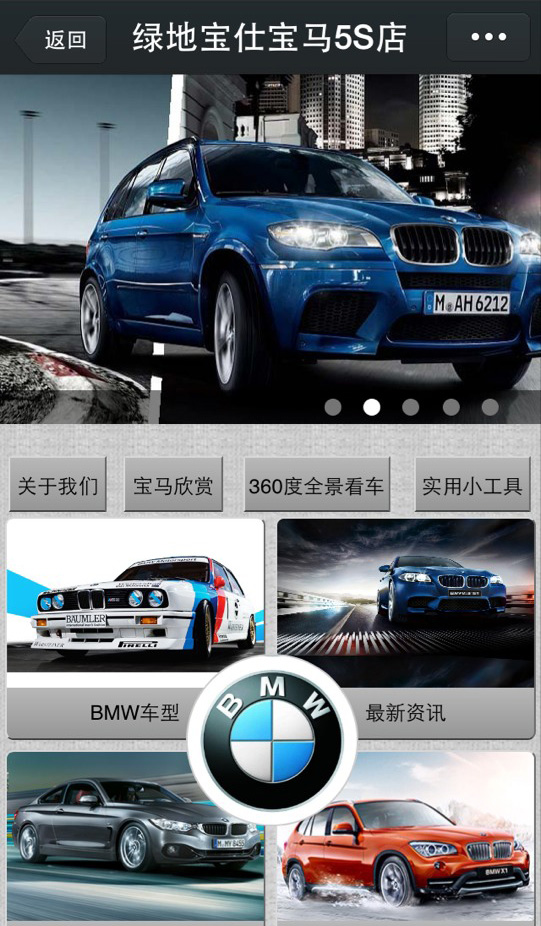 返回
绿地宝仕宝马5S店
M AH 6212
关于我们
宝马欣赏
360度全景看车
实用小工具
BAUMLER
PIRELLI
BMW车型
最新资讯
BMW
M MY 8455
BMW X1